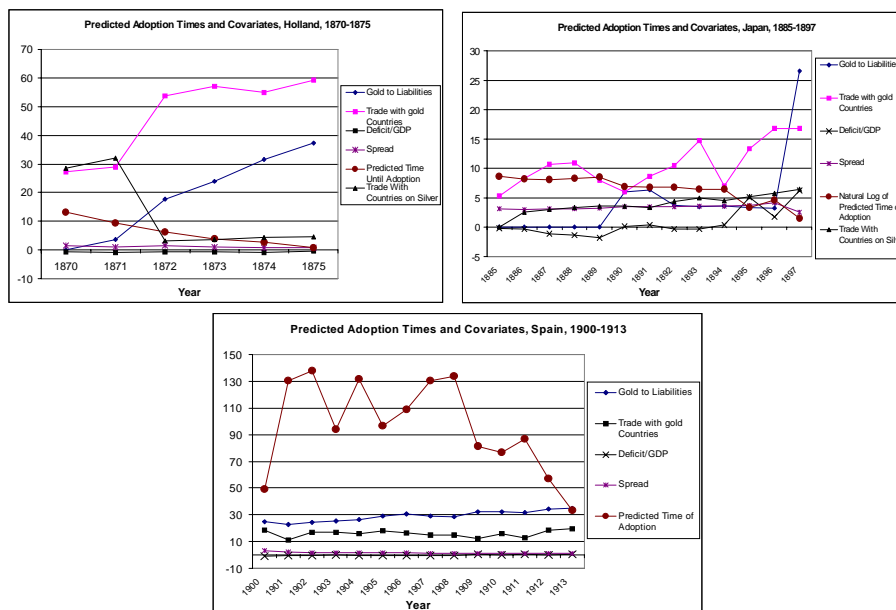 Predicted Adoption Times and Covariates, Holland, 1870-1875
70
60
50
40
30
20
10
0
-10
1870 1871 1872 1873 1874 1875
Year
Gold to Liabilities
Trade with gold
Countries
Deficit/GDP
Spread
Predicted Time
Until Adoption
Trade With
Countries on Silver
Predicted Adoption Times and Covariates, Japan, 1885-1897
30
25
20
15
10
5
0
-5
1885 1886 1887 1888 1889 1890 1891 1892 1893 1894 1895 1896 1897
Year
Gold to Liabilitie
Trade with gold
Countries
Deficit/GDP
Spread
Natural Log of
Predicted Time o
Adoption
Trade With
Countries on Silv
Predicted Adoption Times and Covariates, Spain, 1900-1913
150
130
110
90
70
50
30
10
-10
1900 1901 1902 1903 1904 1905 1906 1907 1908 1909 1910 1911 1912 1913
Year
Gold to Liabilities
Trade with gold
Countries
Deficit/GDP
Spread
Predicted Time of
Adoption